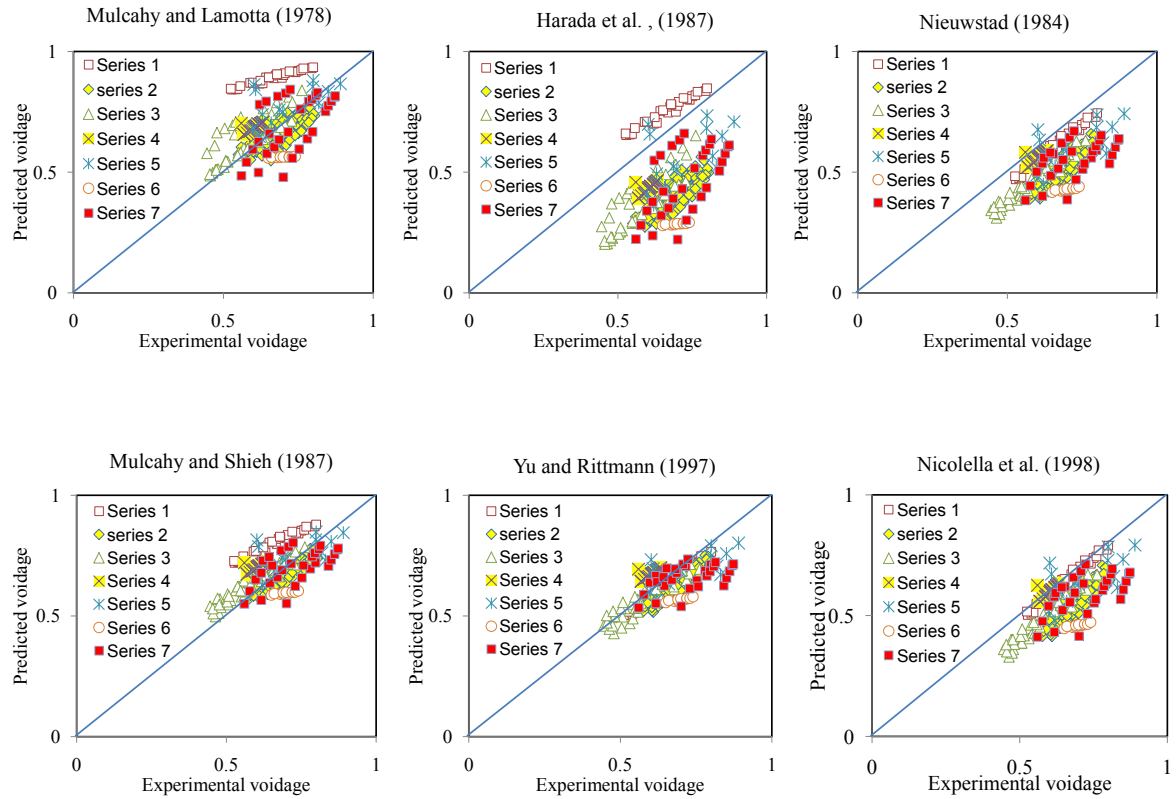 Mulcahy and Lamotta (1978)
1
Series 1
series 2
Series 3
Series 4
Series 5
Series 6
Series 7
0.5
0
0
0.5
1
Predicted voidage
Experimental voidage
Harada et al. , (1987)
1
Series 1
series 2
Series 3
Series 4
Series 5
Series 6
Series 7
0.5
0
0
0.5
1
Predicted voidage
Experimental voidage
Nieuwstad (1984)
1
Series 1
series 2
Series 3
Series 4
Series 5
Series 6
Series 7
0.5
0
0
0.5
1
Predicted voidage
Experimental voidage
Mulcahy and Shieh (1987)
1
Series 1
series 2
Series 3
Series 4
Series 5
Series 6
Series 7
0.5
0
0
0.5
1
Predicted voidage
Experimental voidage
Yu and Rittmann (1997)
1
Series 1
series 2
Series 3
Series 4
Series 5
Series 6
Series 7
0.5
0
0
0.5
1
Predicted voidage
Experimental voidage
Nicolella et al. (1998)
1
Series 1
series 2
Series 3
Series 4
Series 5
Series 6
Series 7
0.5
0
0
0.5
1
Predicted voidage
Experimental voidage